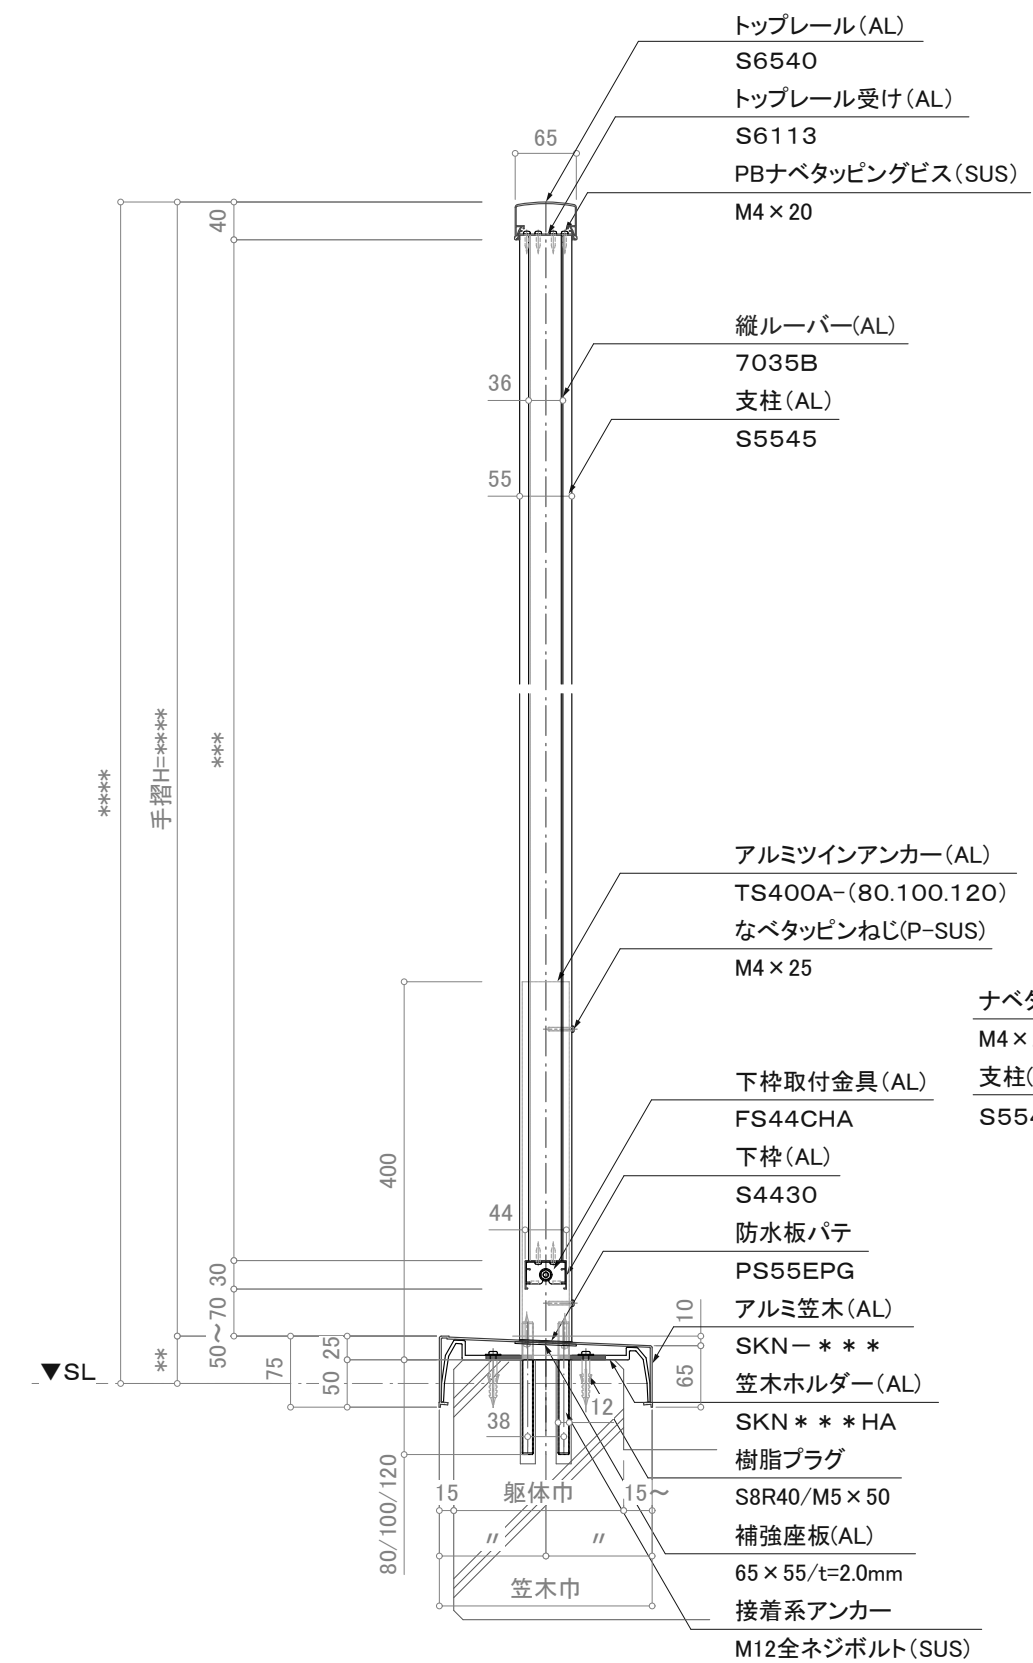 トップレール(AL)
S6540
トップレール受け(AL)
S6113
65
PBナベタッピングビス(SUS)
M4×20
40
縦ルーバー(AL)
7035B
36
支柱(AL)
S5545
55
***
手摺H=****
****
アルミツインアンカー(AL)
TS400A-(80.100.120)
なベタッピンねじ(P-SUS)
M4×25
ナベタ
M4×
支柱(
S554
下枠取付金具(AL)
FS44CHA
400
下枠(AL)
S4430
44
防水板パテ
PS55EPG
30
50～70
10
アルミ笠木(AL)
SKN－＊＊＊
25
75
**
▼SL
50
65
笠木ホルダー(AL)
SKN＊＊＊HA
12
38
樹脂プラグ
S8R40/M5×50
15
躯体巾
15～
80/100/120
補強座板(AL)
65×55/t=2.0mm
〃
〃
笠木巾
接着系アンカー
M12全ネジボルト(SUS)